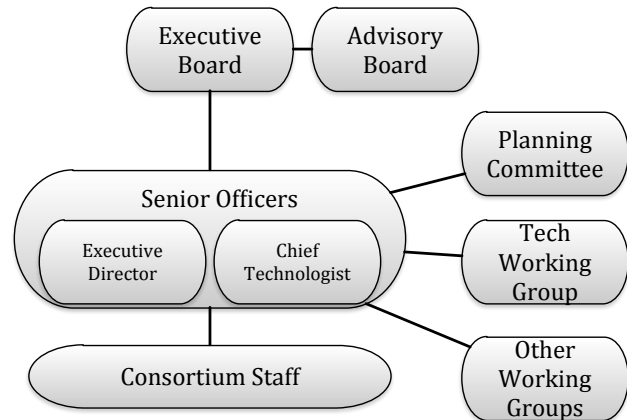 Executive
Board
Advisory
Board
Planning
Committee
Senior Officers
Executive
Director
Chief
Technologist
Tech
Working
Group
Consortium Staff
Other
Working
Groups